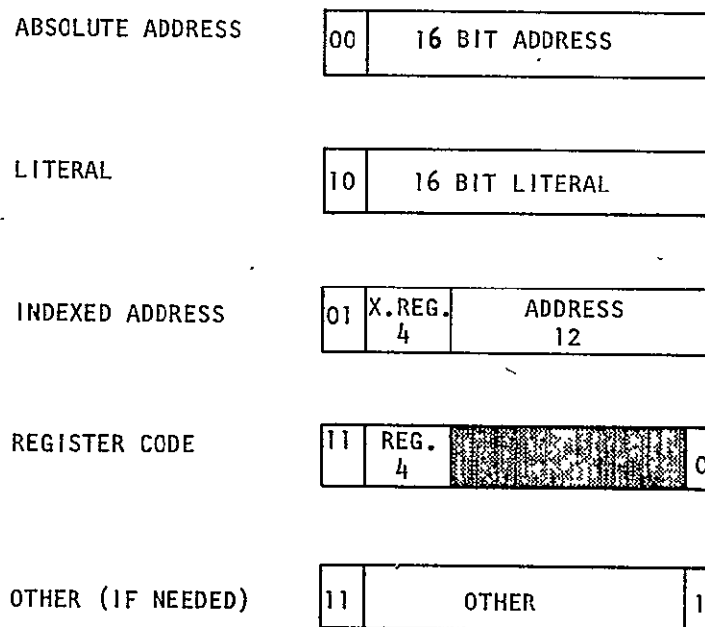 ABSOLUTE ADDRESS 00 16 BIT ADDRESS
LITERAL 10 16 BIT LITERAL
INDEXED ADDRESS 01 X.REG. 4 ADDRESS 12
REGISTER CODE 11 REG. 4 0
OTHER (IF NEEDED) 11 OTHER 1